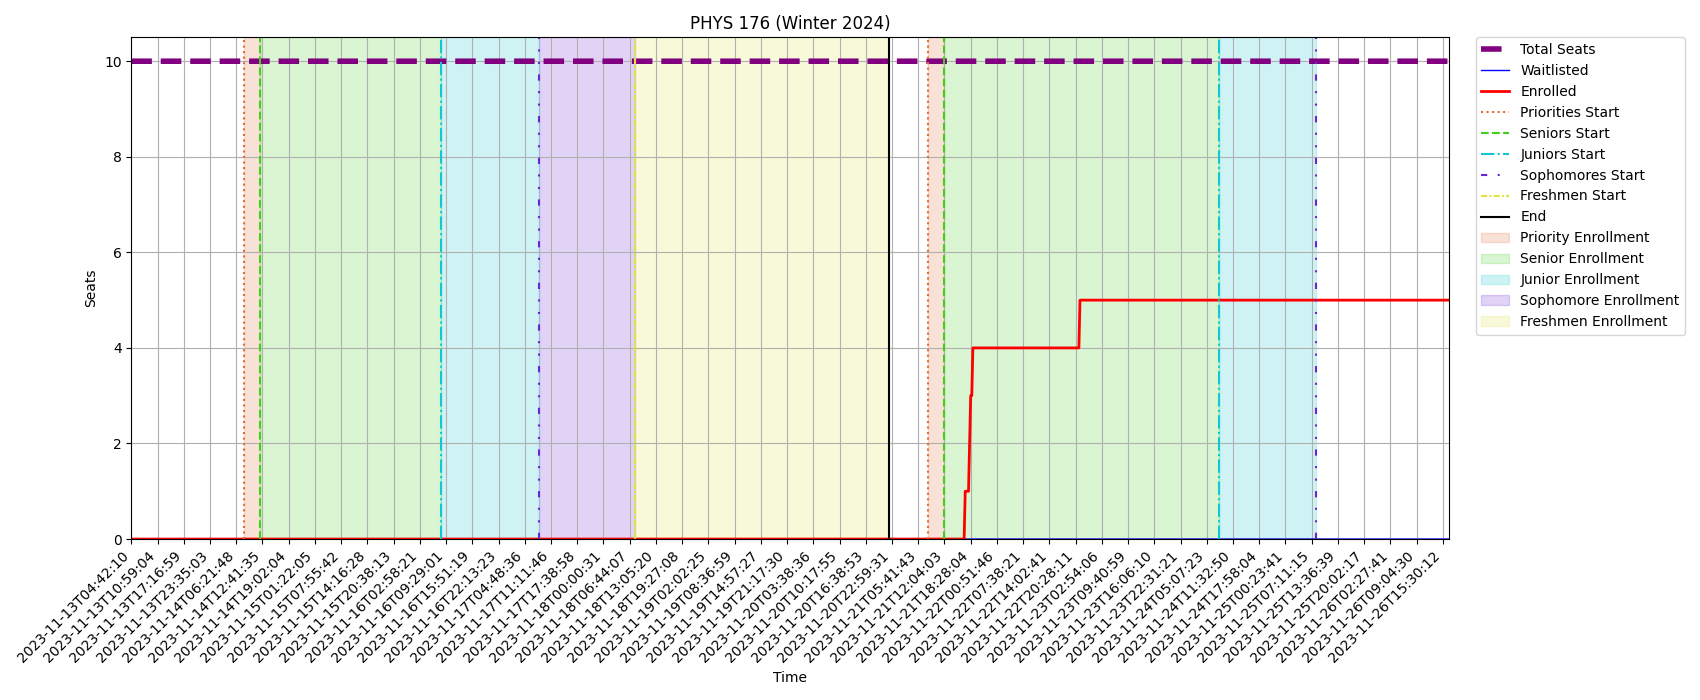 PHYS 176 (Winter 2024)
10
8
6
4
2
0
Seats
2023-11-13T04:42:10
2023-11-13T10:59:04
2023-11-13T17:16:59
2023-11-13T23:35:03
2023-11-14T06:21:48
2023-11-14T12:41:35
2023-11-14T19:02:04
2023-11-15T01:22:05
2023-11-15T07:55:42
2023-11-15T14:16:28
2023-11-15T20:38:13
2023-11-16T02:58:21
2023-11-16T09:29:01
2023-11-16T15:51:19
2023-11-16T22:13:23
2023-11-17T04:48:36
2023-11-17T11:11:46
2023-11-17T17:38:58
2023-11-18T00:00:31
2023-11-18T06:44:07
2023-11-18T13:05:20
2023-11-18T19:27:08
2023-11-19T02:02:25
2023-11-19T08:36:59
2023-11-19T14:57:27
2023-11-19T21:17:30
2023-11-20T03:38:36
2023-11-20T10:17:55
2023-11-20T16:38:53
2023-11-20T22:59:31
2023-11-21T05:41:43
2023-11-21T12:04:03
2023-11-21T18:28:04
2023-11-22T00:51:46
2023-11-22T07:38:21
2023-11-22T14:02:41
2023-11-22T20:28:11
2023-11-23T02:54:06
2023-11-23T09:40:59
2023-11-23T16:06:10
2023-11-23T22:31:21
2023-11-24T05:07:23
2023-11-24T11:32:50
2023-11-24T17:58:04
2023-11-25T00:23:41
2023-11-25T07:11:15
2023-11-25T13:36:39
2023-11-25T20:02:17
2023-11-26T02:27:41
2023-11-26T09:04:30
2023-11-26T15:30:12
Time
Total Seats
Waitlisted
Enrolled
Priorities Start
Seniors Start
Juniors Start
Sophomores Start
Freshmen Start
End
Priority Enrollment
Senior Enrollment
Junior Enrollment
Sophomore Enrollment
Freshmen Enrollment